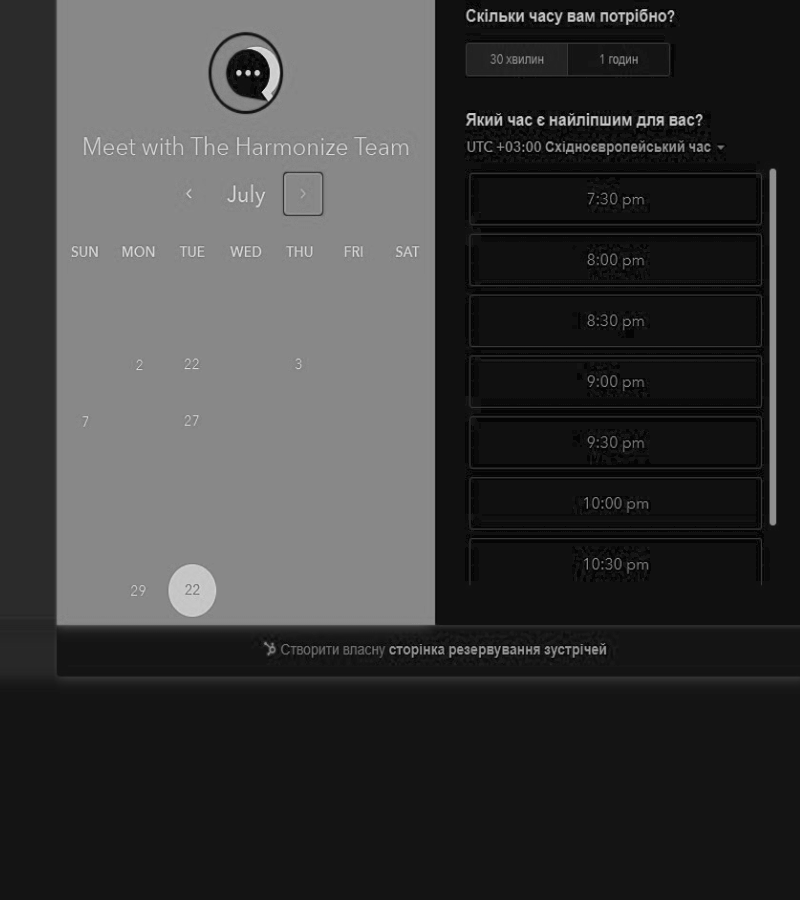 Meet with The Harmonize Team
July
SUN MON TUE WED THU FRI SAT
2 22 3
7 27
29 22
Скільки часу вам потрібно?
30 хвилин 1 годин
Який час є найліпшим для вас?
UTC +03:00 Східноєвропейський час
7:30 pm
8:00 pm
8:30 pm
9:00 pm
9:30 pm
10:00 pm
10:30 pm
Створити власну сторінка резервування зустрічей